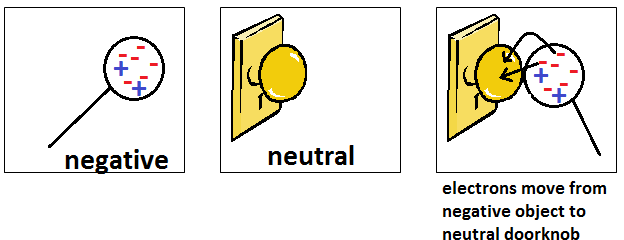 negative
neutral
electrons move from
negative object to
neutral doorknob